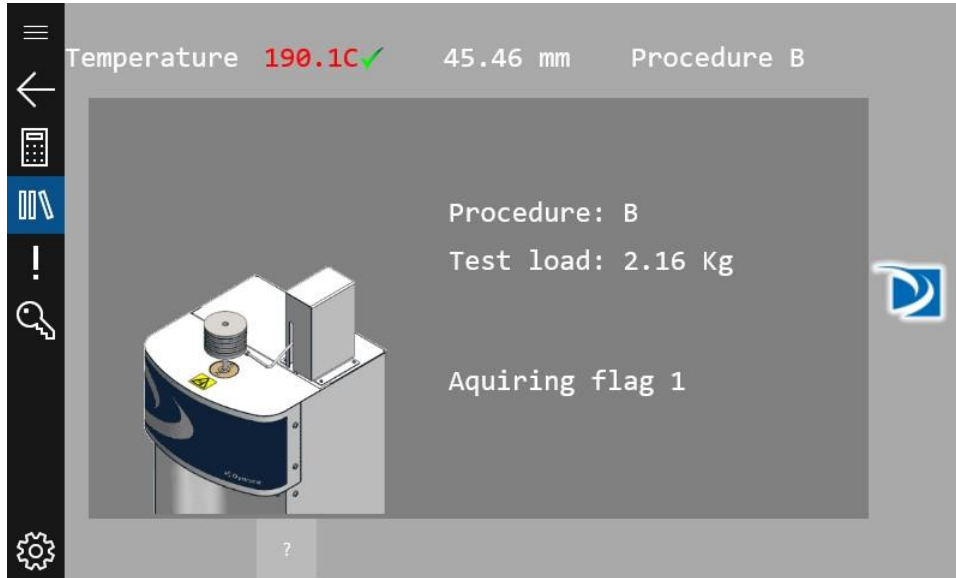 Temperature 190.1C 45.46 mm Procedure B
Procedure: B
Test load: 2.16 Kg
Aquiring flag 1
?